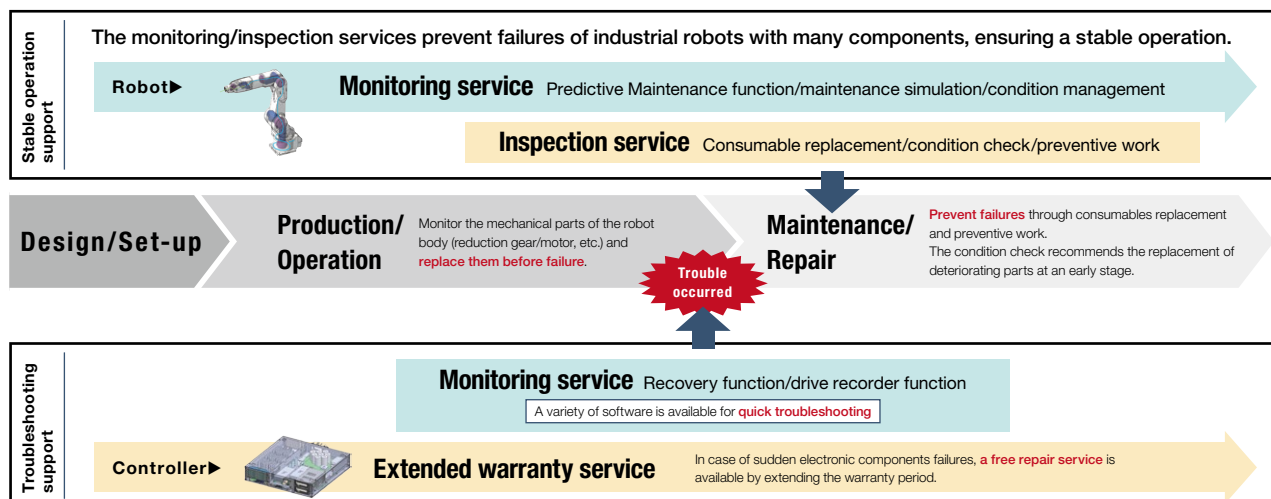 Stable operation
support
The monitoring/inspection services prevent failures of industrial robots with many components, ensuring a stable operation.
Robot▶
Monitoring service Predictive Maintenance function/maintenance simulation/condition management
Inspection service Consumable replacement/condition check/preventive work
Design/Set-up
Production/
Operation
Monitor the mechanical parts of the robot
body (reduction gear/motor, etc.) and
replace them before failure.
Trouble
occurred
Maintenance/
Repair
Prevent failures through consumables replacement
and preventive work.
The condition check recommends the replacement of
deteriorating parts at an early stage.
Troubleshooting
support
Monitoring service Recovery function/drive recorder function
A variety of software is available for quick troubleshooting
Controller▶
Extended warranty service
In case of sudden electronic components failures, a free repair service is
available by extending the warranty period.